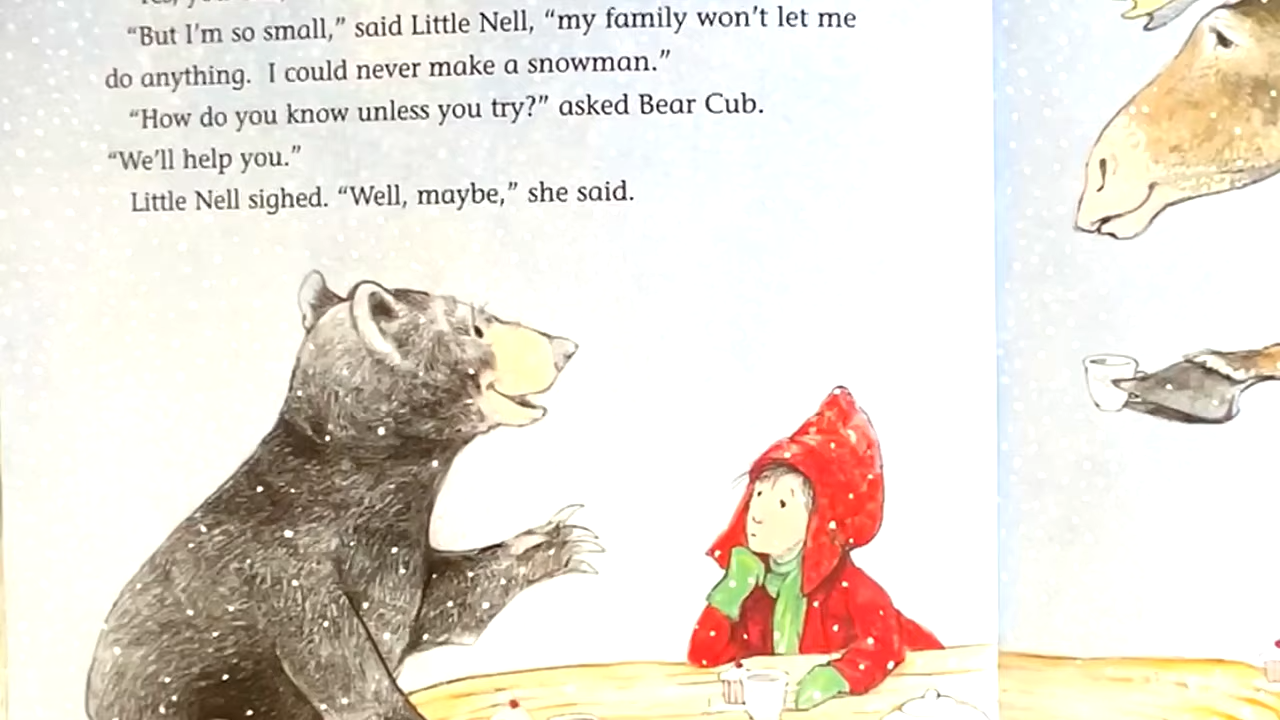 “But I’m so small,” said Little Nell, “my family won’t let me
do anything. I could never make a snowman.”
“How do you know unless you try?” asked Bear Cub.
“We’ll help you.”
Little Nell sighed. “Well, maybe,” she said.